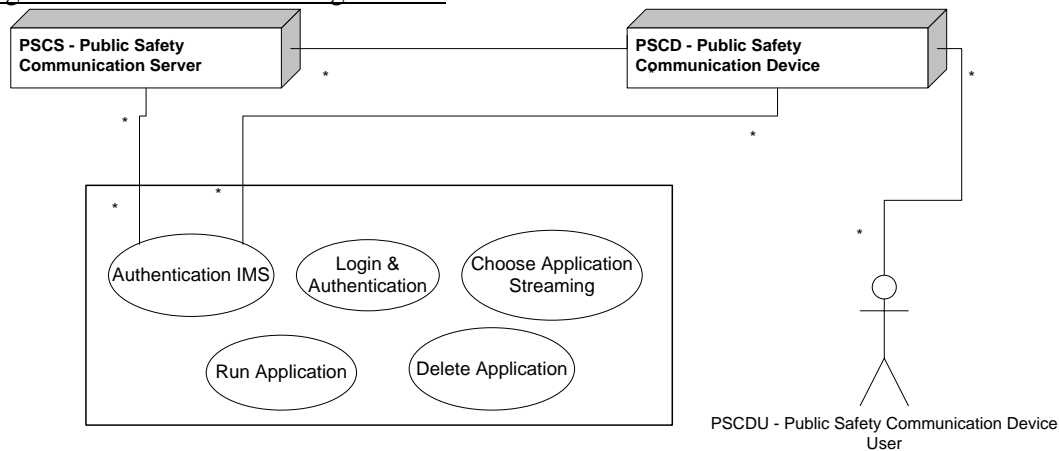 PSCS - Public Safety
Communication Server
PSCD - Public Safety
Communication Device
*
*
*
*
*
*
*
*
Authentication IMS
Login &
Authentication
Choose Application
Streaming
Run Application
Delete Application
PSCDU - Public Safety Communication Device
User